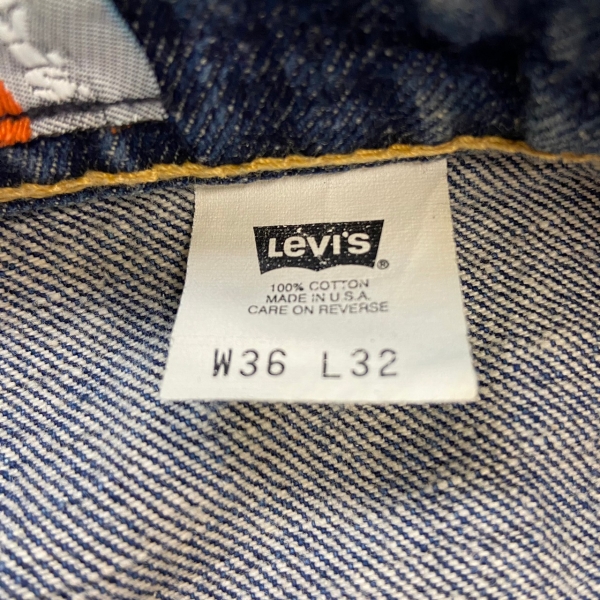 LEVI'S
®
100% COTTON
MADE IN U.S.A.
CARE ON REVERSE
W36 L32